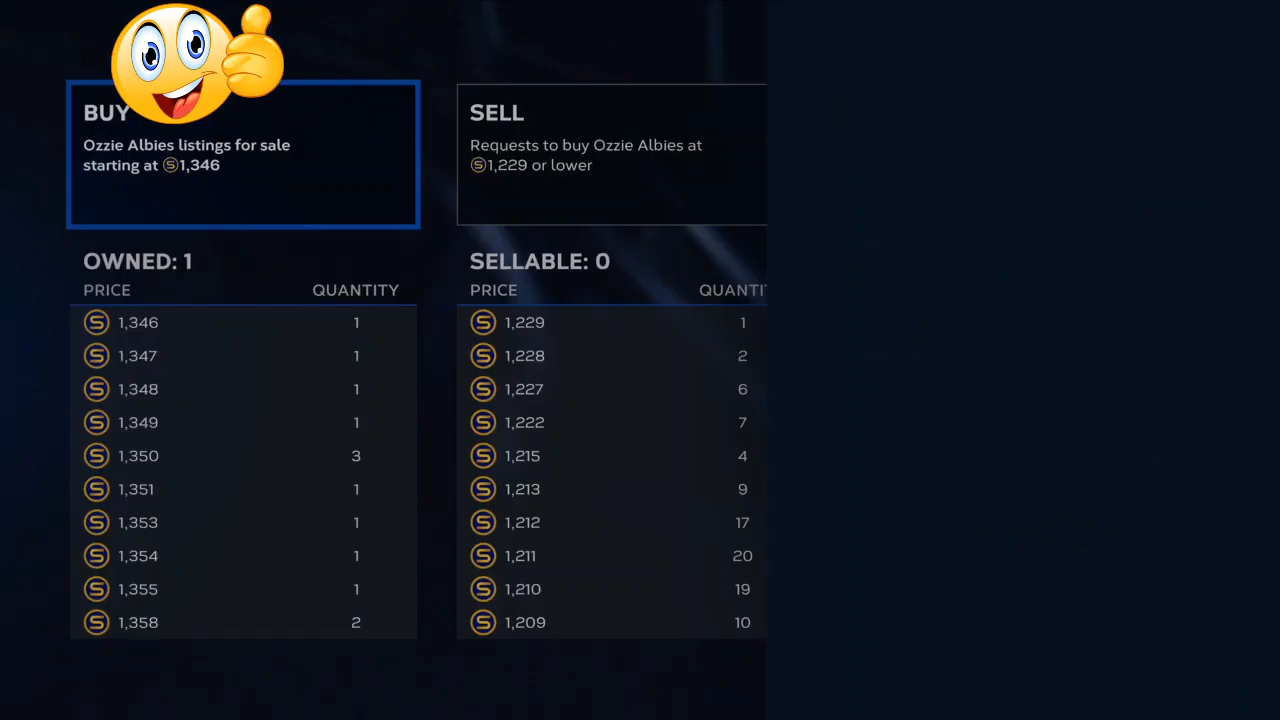 BUY
Ozzie Albies listings for sale
starting at S 1,346
SELL
Requests to buy Ozzie Albies at
S 1,229 or lower
OWNED: 1
PRICE QUANTITY
S 1,346 1
S 1,347 1
S 1,348 1
S 1,349 1
S 1,350 3
S 1,351 1
S 1,353 1
S 1,354 1
S 1,355 1
S 1,358 2
SELLABLE: 0
PRICE QUANTI
S 1,229 1
S 1,228 2
S 1,227 6
S 1,222 7
S 1,215 4
S 1,213 9
S 1,212 17
S 1,211 20
S 1,210 19
S 1,209 10